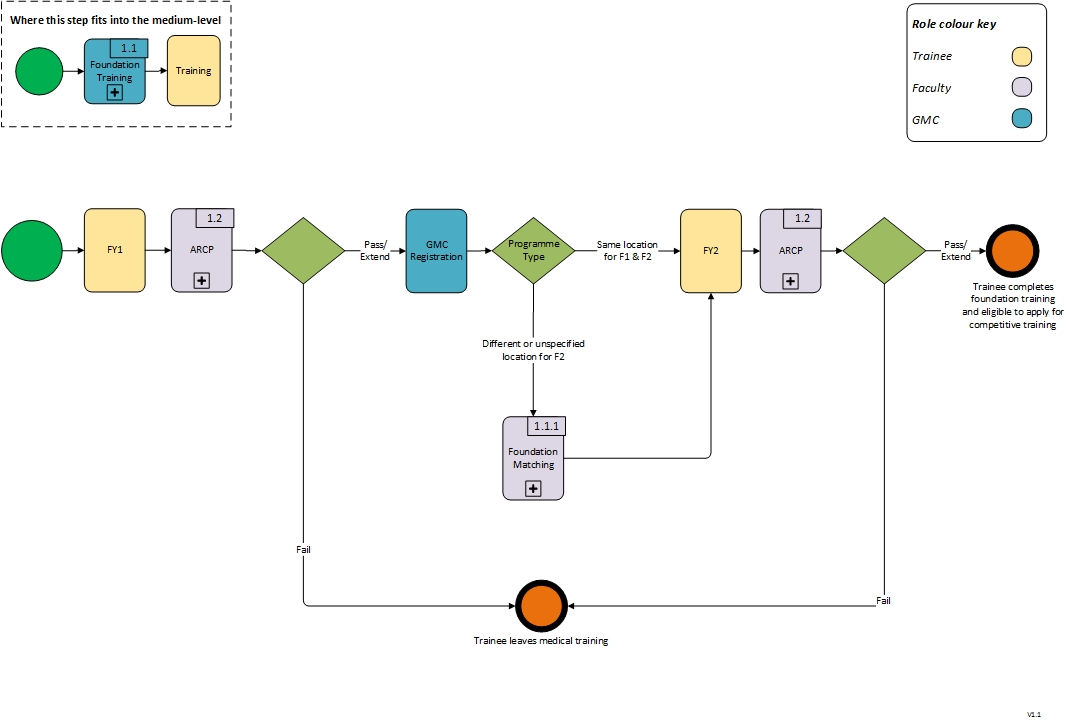 Where this step fits into the medium-level
1.1
Foundation
Training
Training
Role colour key
Trainee
Faculty
GMC
FY1
1.2
ARCP
Pass/
Extend
GMC
Registration
Programme
Type
Same location
for F1 & F2
FY2
1.2
ARCP
Pass/
Extend
Trainee completes
foundation training
and eligible to apply for
competitive training
Different or unspecified
location for F2
1.1.1
Foundation
Matching
Fail
Fail
Trainee leaves medical training
V1.1